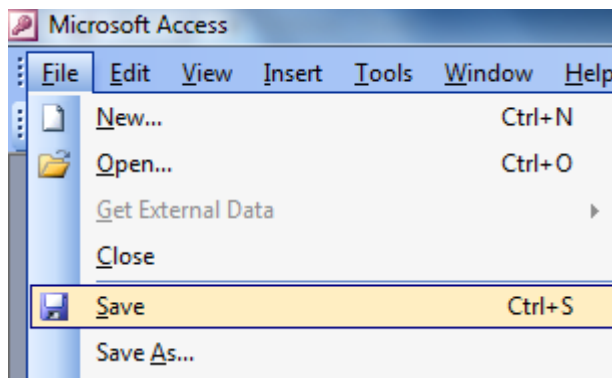 Microsoft Access
File Edit View Insert Tools Window Help
New... Ctrl+N
Open... Ctrl+O
Get External Data
Close
Save Ctrl+S
Save As...